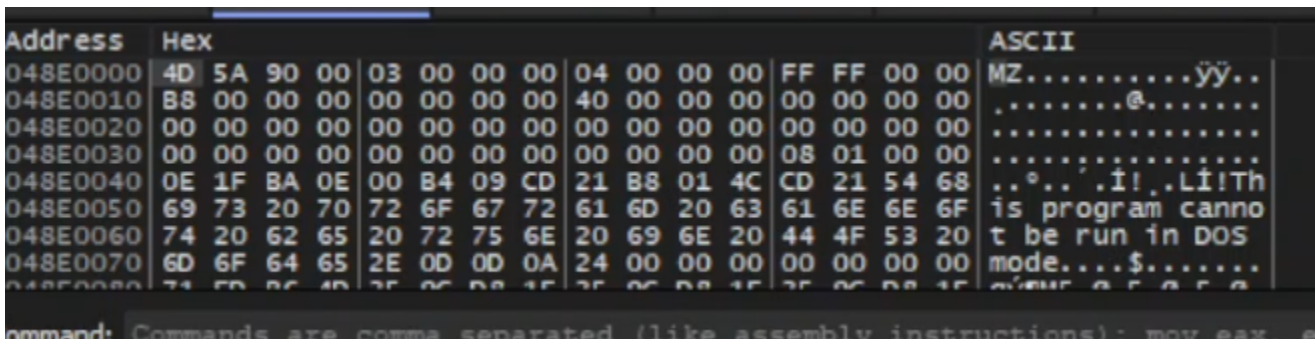 Address Hex ASCII
048E0000 4D 5A 90 00 03 00 00 00 04 00 00 00 FF FF 00 00 MZ..........ÿÿ..
048E0010 B8 00 00 00 00 00 00 00 40 00 00 00 00 00 00 00 ¸.......@.......
048E0020 00 00 00 00 00 00 00 00 00 00 00 00 00 00 00 00 ................
048E0030 00 00 00 00 00 00 00 00 00 00 00 00 08 01 00 00 ................
048E0040 0E 1F BA 0E 00 B4 09 CD 21 B8 01 4C CD 21 54 68 ..º..´.Í!¸.LÍ!Th
048E0050 69 73 20 70 72 6F 67 72 61 6D 20 63 61 6E 6E 6F is program canno
048E0060 74 20 62 65 20 72 75 6E 20 69 6E 20 44 4F 53 20 t be run in DOS
048E0070 6D 6F 64 65 2E 0D 0D 0A 24 00 00 00 00 00 00 00 mode....$.......
ommand: Commands are comma separated (like assembly instructions): mov eax,